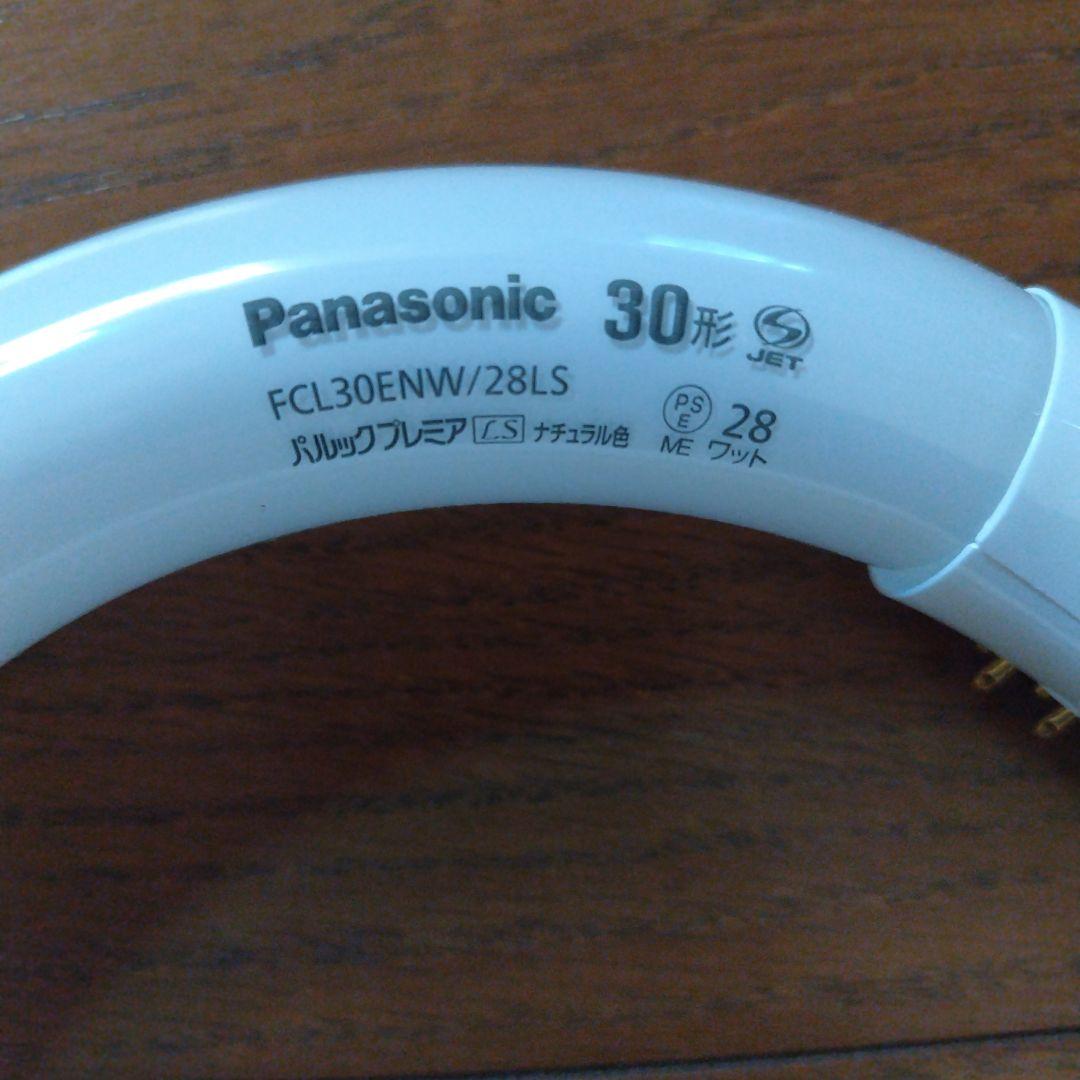 Panasonic 30形 S JET
FCL30ENW/28LS PS E 28
パルックプレミア LS ナチュラル色 ME ワット